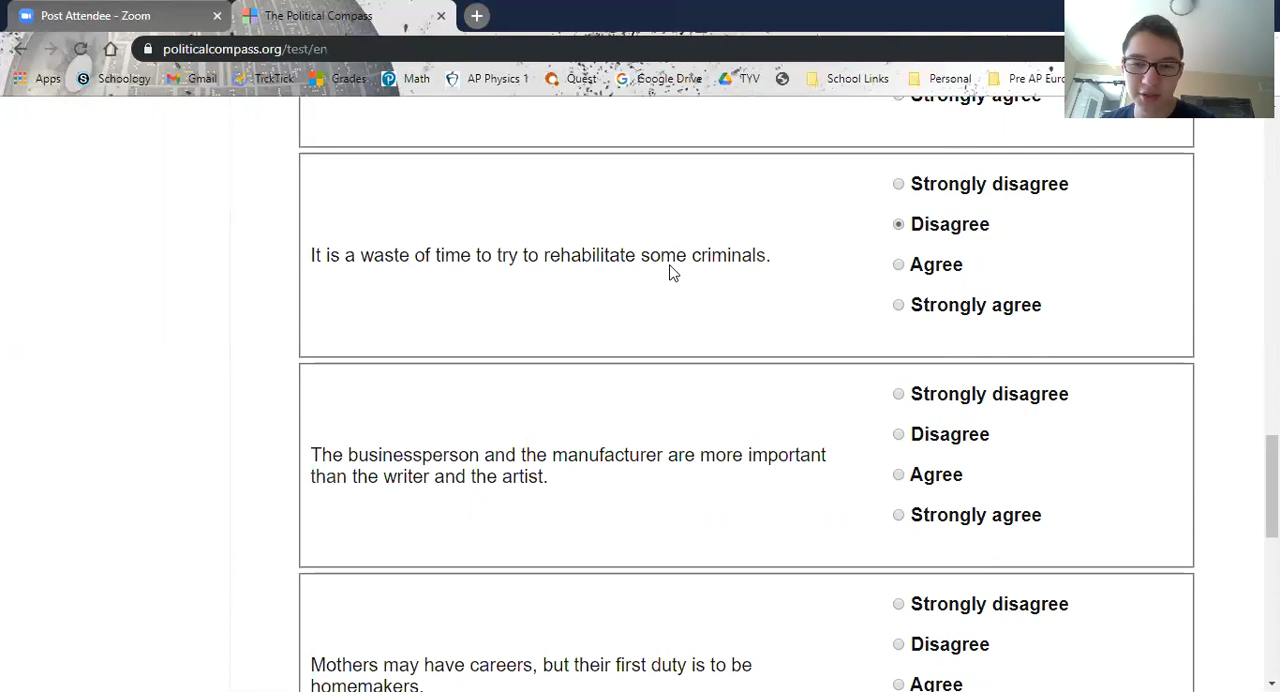 Post Attendee - Zoom
The Political Compass
politicalcompass.org/test/en
Apps Schoology Gmail TickTick Grades Math AP Physics 1 Quest Google Drive TYV School Links Personal Pre AP Euro
Strongly agree
It is a waste of time to try to rehabilitate some criminals.
Strongly disagree
Disagree
Agree
Strongly agree
The businessperson and the manufacturer are more important
than the writer and the artist.
Strongly disagree
Disagree
Agree
Strongly agree
Mothers may have careers, but their first duty is to be
homemakers.
Strongly disagree
Disagree
Agree